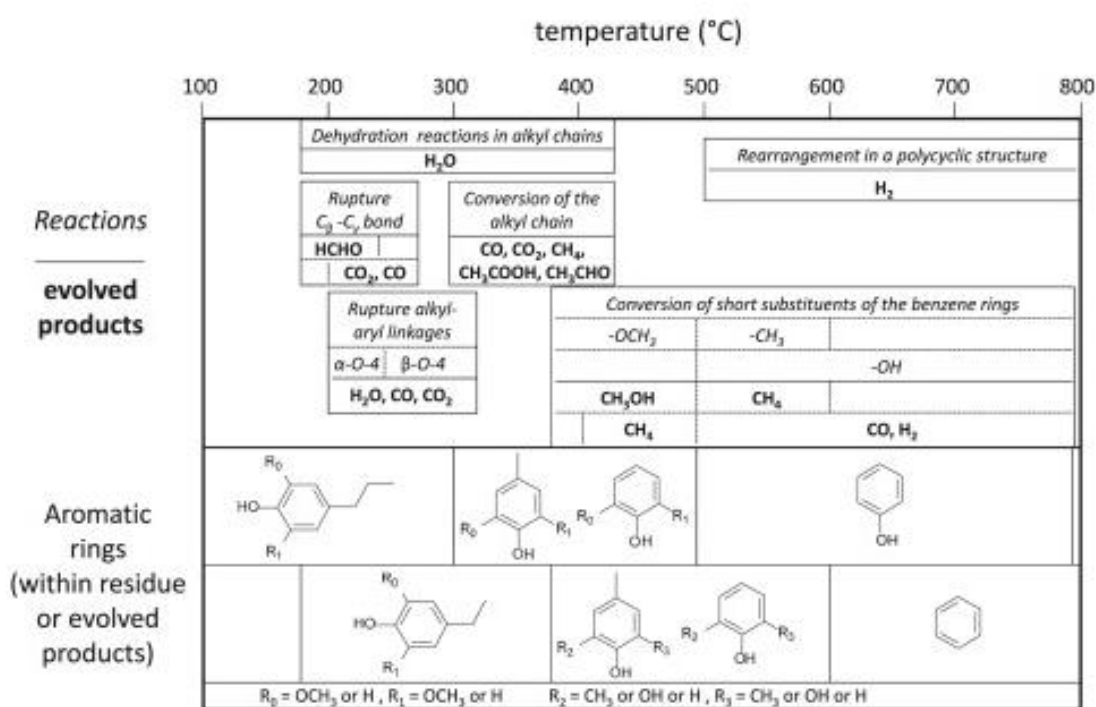 temperature (°C)
100 200 300 400 500 600 700 800
Reactions
evolved
products
Dehydration reactions in alkyl chains
H₂O
Rearrangement in a polycyclic structure
H₂
Rupture
Cᵦ -Cᵧ bond
HCHO
CO₂, CO
Conversion of the
alkyl chain
CO, CO₂, CH₄,
CH₃COOH, CH₃CHO
Rupture alkyl-
aryl linkages
α-O-4 β-O-4
H₂O, CO, CO₂
Conversion of short substituents of the benzene rings
-OCH₃ -CH₃
-OH
CH₃OH CH₄
CH₄ CO, H₂
Aromatic
rings
(within residue
or evolved
products)
R₀
HO
R₁
R₀ R₁
OH
R₀ R₁
OH
OH
R₀
HO
R₁
R₂ R₃
OH
R₂ R₃
OH
R₀ = OCH₃ or H , R₁ = OCH₃ or H R₂ = CH₃ or OH or H , R₃ = CH₃ or OH or H